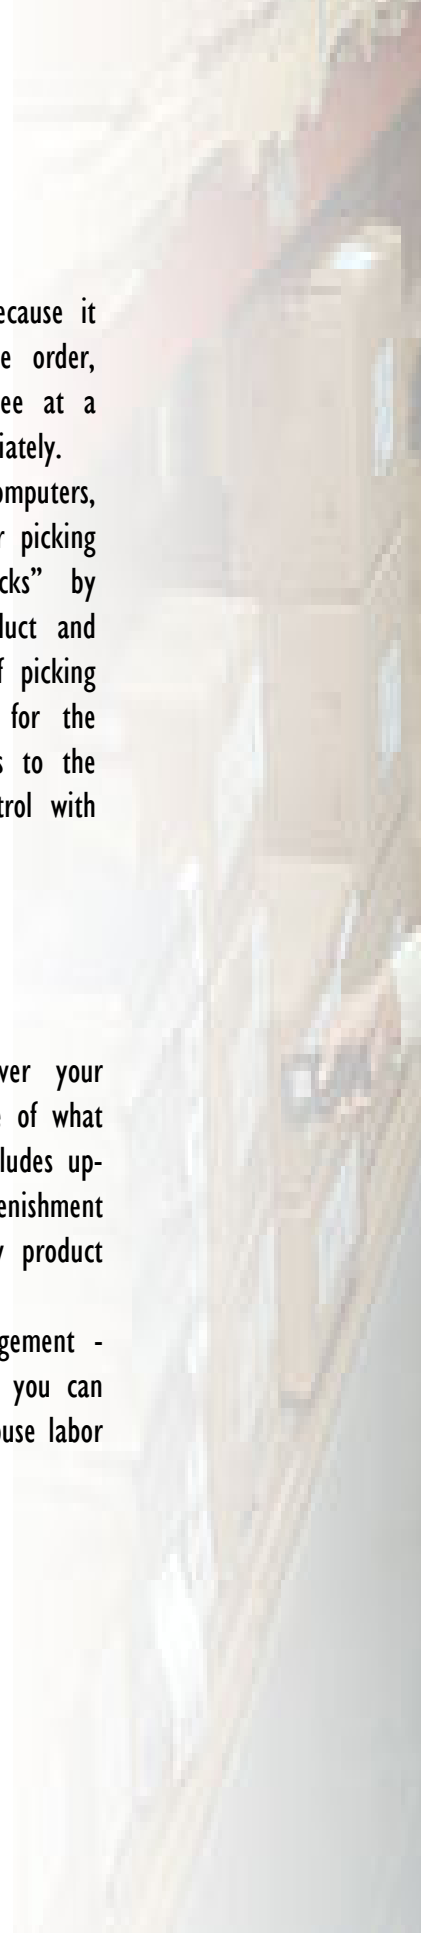 ecause it
e order,
ee at a
iately.
omputers,
r picking
cks” by
duct and
f picking
for the
s to the
trol with
ver your
e of what
ludes up-
enishment
y product
gement -
you can
ouse labor